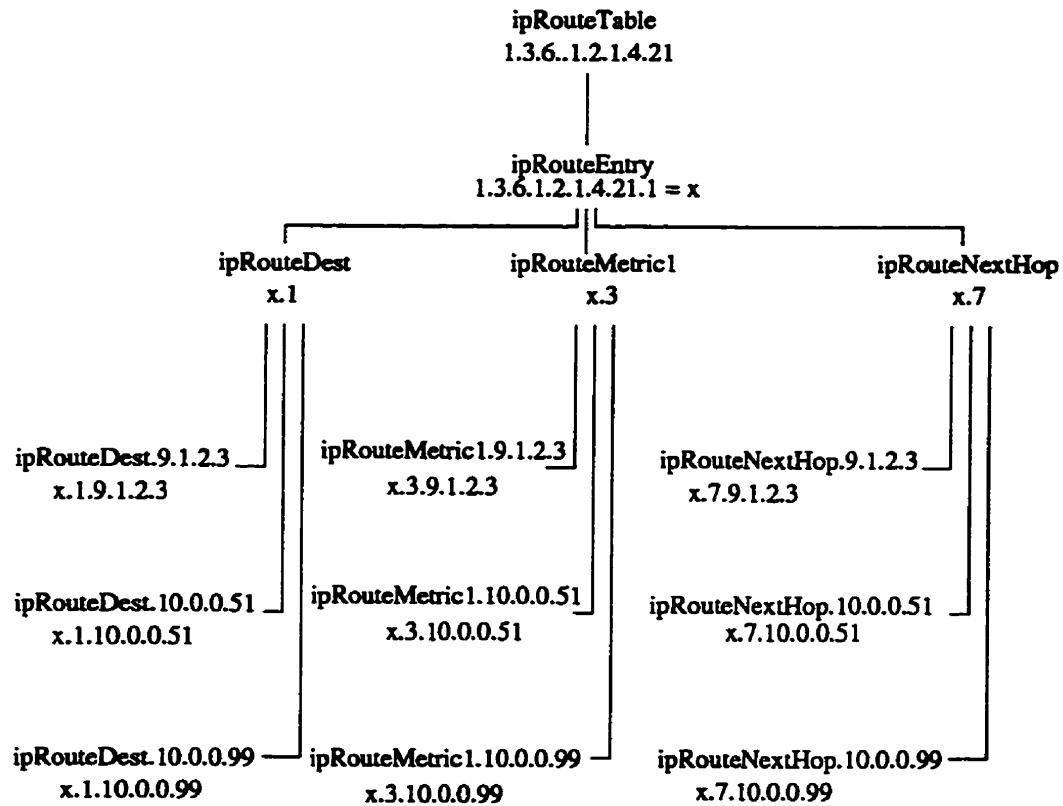 ipRouteTable
1.3.6..1.2.1.4.21
ipRouteEntry
1.3.6.1.2.1.4.21.1 = x
ipRouteDest
x.1
ipRouteMetric1
x.3
ipRouteNextHop
x.7
ipRouteDest.9.1.2.3
x.1.9.1.2.3
ipRouteMetric1.9.1.2.3
x.3.9.1.2.3
ipRouteNextHop.9.1.2.3
x.7.9.1.2.3
ipRouteDest.10.0.0.51
x.1.10.0.0.51
ipRouteMetric1.10.0.0.51
x.3.10.0.0.51
ipRouteNextHop.10.0.0.51
x.7.10.0.0.51
ipRouteDest.10.0.0.99
x.1.10.0.0.99
ipRouteMetric1.10.0.0.99
x.3.10.0.0.99
ipRouteNextHop.10.0.0.99
x.7.10.0.0.99